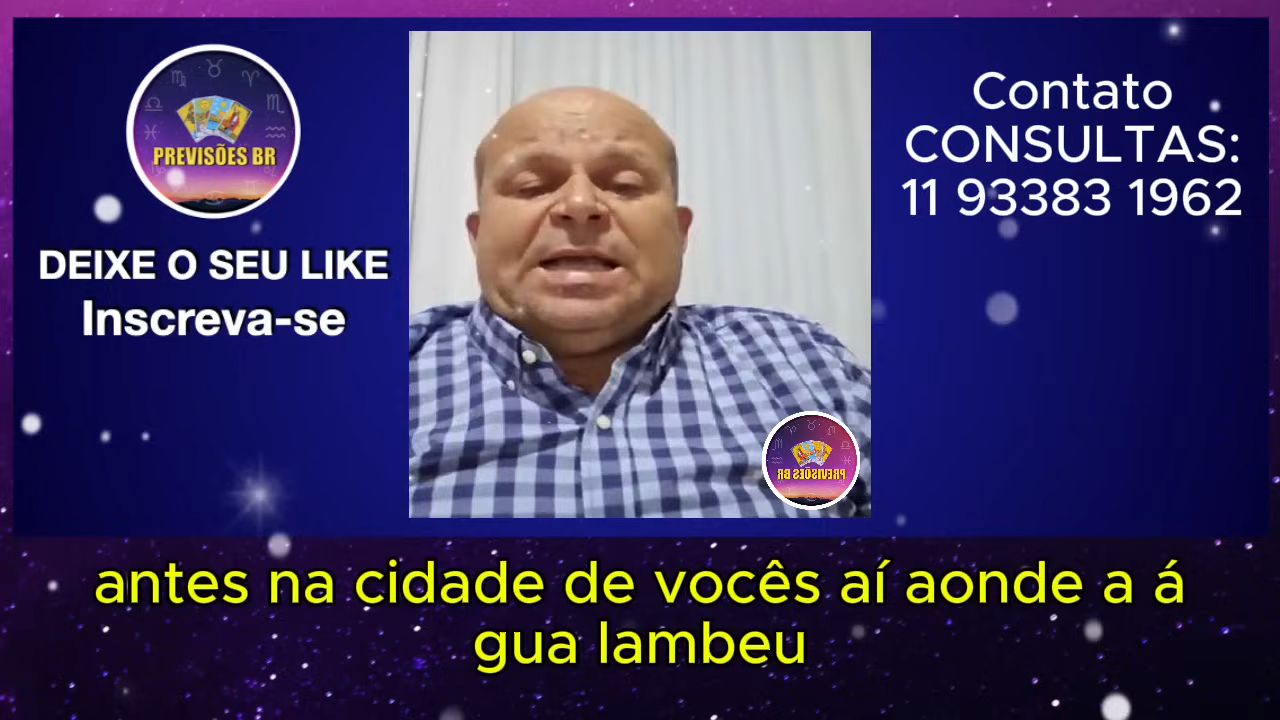 PREVISÕES BR
DEIXE O SEU LIKE
Inscreva-se
Contato
CONSULTAS:
11 93383 1962
PREVISÕES BR
antes na cidade de vocês aí aonde a á
gua lambeu